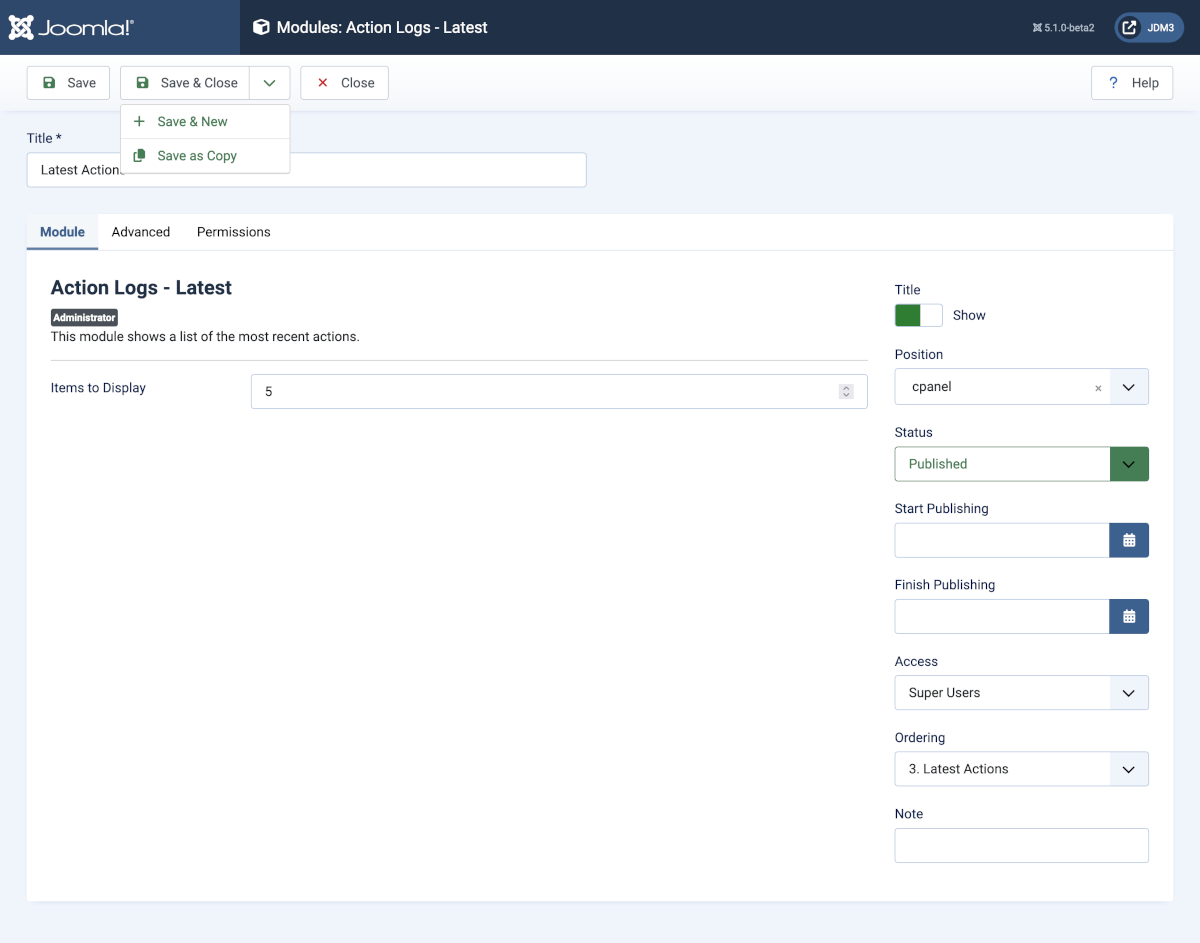 Joomla!®
Modules: Action Logs - Latest
5.1.0-beta2
JDM3
Save
Save & Close
Close
? Help
Save & New
Save as Copy
Title *
Latest Action
Module
Advanced
Permissions
Action Logs - Latest
Administrator
This module shows a list of the most recent actions.
Items to Display
5
Title
Show
Position
cpanel ×
Status
Published
Start Publishing
Finish Publishing
Access
Super Users
Ordering
3. Latest Actions
Note